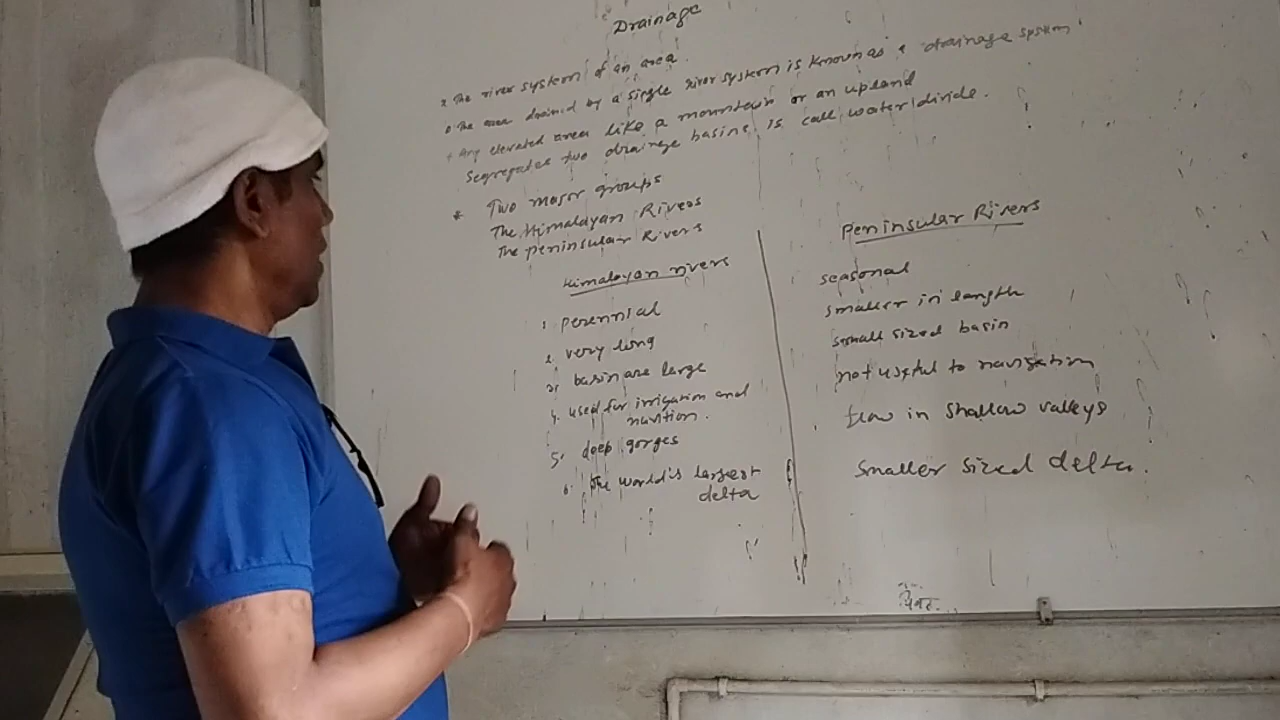 Drainage
* The river system of an area.
* The area drained by a single river system is known as a drainage system
* Any elevated area like a mountain or an upland
Segregates two drainage basins is call water divide.
* Two major groups
The Himalayan Rivers
The Peninsular Rivers
Himalayan rivers
1. perennial
2. very long
3. basin are large
4. used for irrigation and
navition.
5. deep gorges
6. The world's largest
delta
Peninsular Rivers
seasonal
smaller in length
small sized basin
not useful to navigation
flow in shallow valleys
Smaller sized delta.